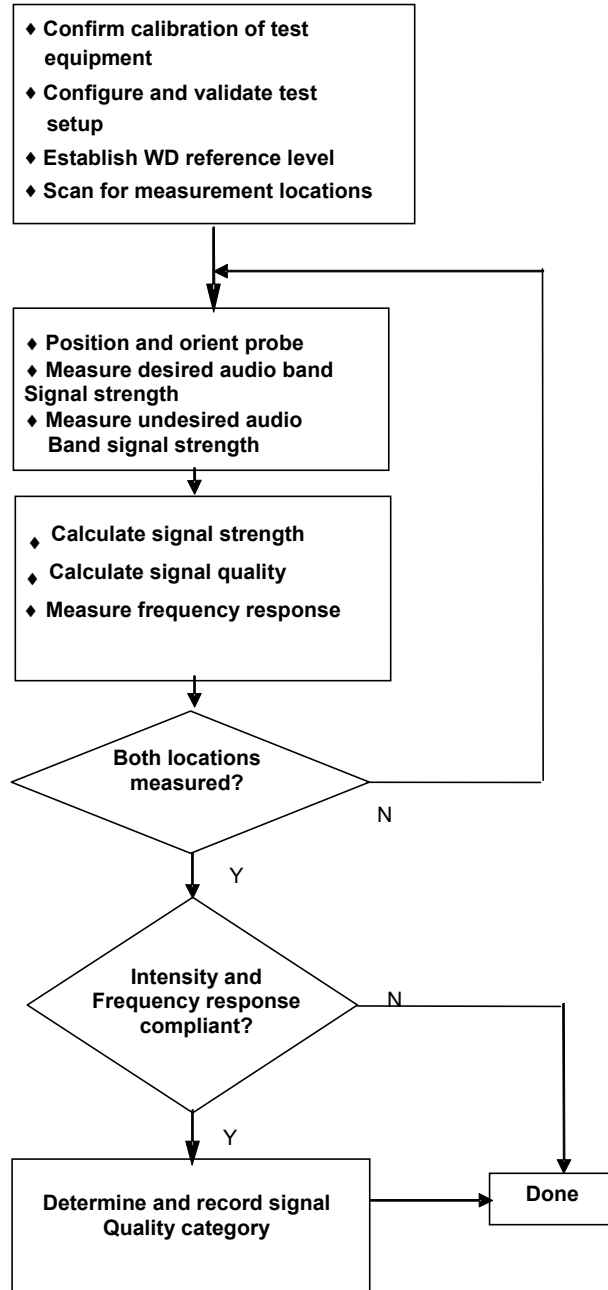 ♦ Confirm calibration of test
equipment
♦ Configure and validate test
setup
♦ Establish WD reference level
♦ Scan for measurement locations
♦ Position and orient probe
♦ Measure desired audio band
Signal strength
♦ Measure undesired audio
Band signal strength
♦ Calculate signal strength
♦ Calculate signal quality
♦ Measure frequency response
Both locations
measured?
N
Y
Intensity and
Frequency response
compliant?
N
Y
Determine and record signal
Quality category
Done